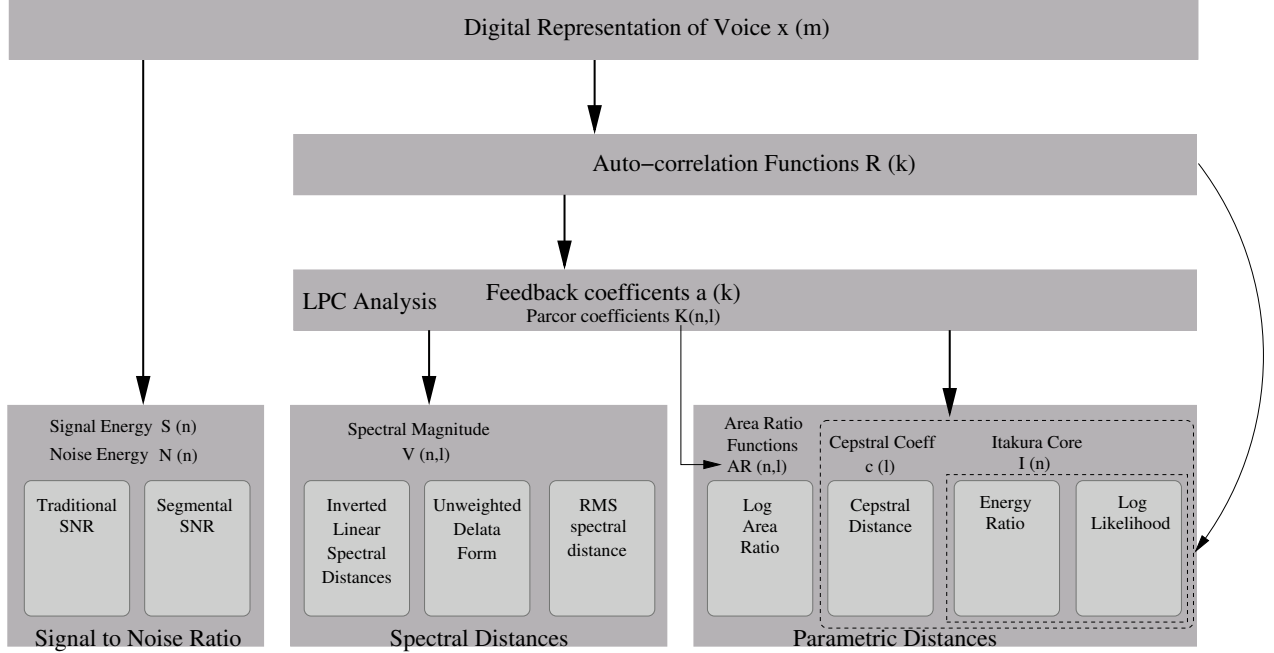 Digital Representation of Voice x (m)
Auto−correlation Functions R (k)
LPC Analysis
Feedback coefficents a (k)
Parcor coefficients K(n,l)
Signal Energy S (n)
Noise Energy N (n)
Traditional
SNR
Segmental
SNR
Signal to Noise Ratio
Spectral Magnitude
V (n,l)
Inverted
Linear
Spectral
Distances
Unweighted
Delata
Form
RMS
spectral
distance
Spectral Distances
Area Ratio
Functions
AR (n,l)
Cepstral Coeff
c (l)
Itakura Core
I (n)
Log
Area
Ratio
Cepstral
Distance
Energy
Ratio
Log
Likelihood
Parametric Distances